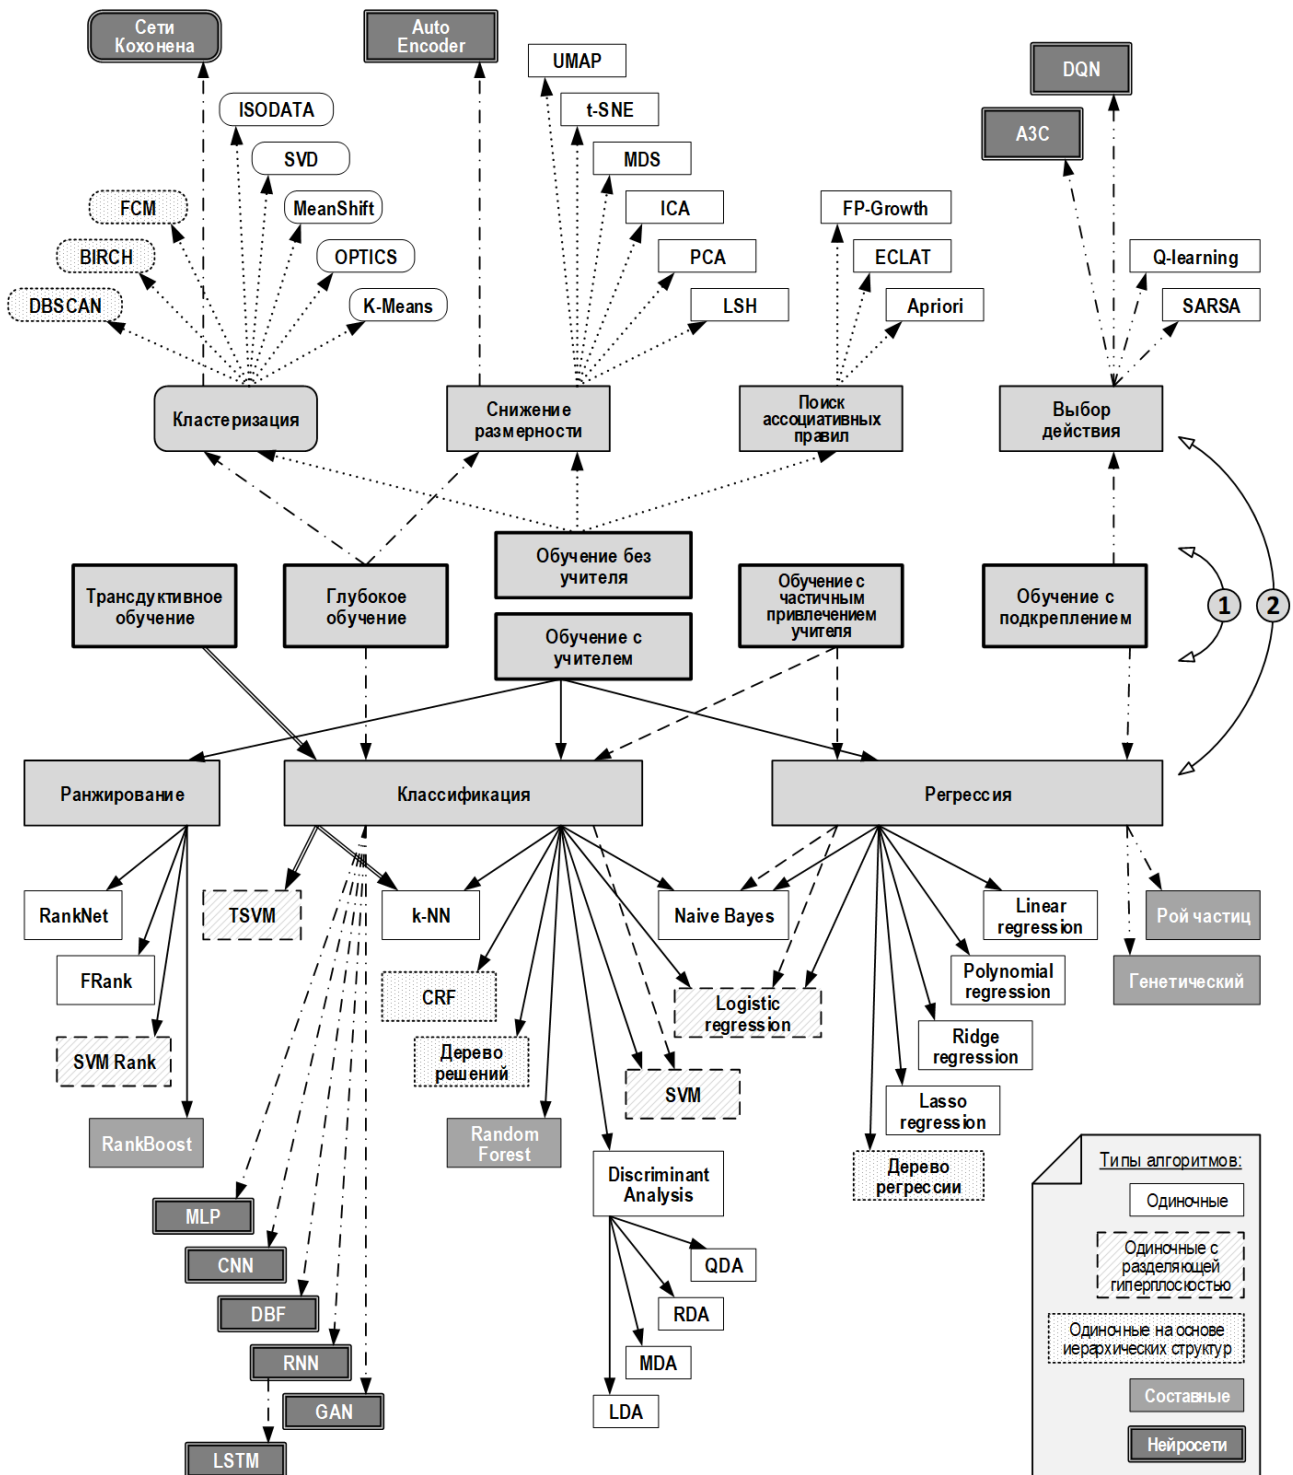 Сети
Кохонена
Auto
Encoder
UMAP
DQN
ISODATA
t-SNE
A3C
SVD
MDS
FCM
MeanShift
ICA
FP-Growth
BIRCH
OPTICS
PCA
ECLAT
Q-learning
DBSCAN
K-Means
LSH
Apriori
SARSA
Кластеризация
Снижение
размерности
Поиск
ассоциативных
правил
Выбор
действия
Обучение без
учителя
Трансдуктивное
обучение
Глубокое
обучение
Обучение с
учителем
Обучение с
частичным
привлечением
учителя
Обучение с
подкреплением
1
2
Ранжирование
Классификация
Регрессия
RankNet
TSVM
k-NN
Naive Bayes
Linear
regression
Рой частиц
FRank
CRF
Logistic
regression
Polynomial
regression
Генетический
SVM Rank
Дерево
решений
SVM
Ridge
regression
RankBoost
Random
Forest
Lasso
regression
Discriminant
Analysis
Дерево
регрессии
MLP
CNN
DBF
RNN
GAN
LSTM
QDA
RDA
MDA
LDA
Типы алгоритмов:
Одиночные
Одиночные с
разделяющей
гиперплоскостью
Одиночные на основе
иерархических структур
Составные
Нейросети